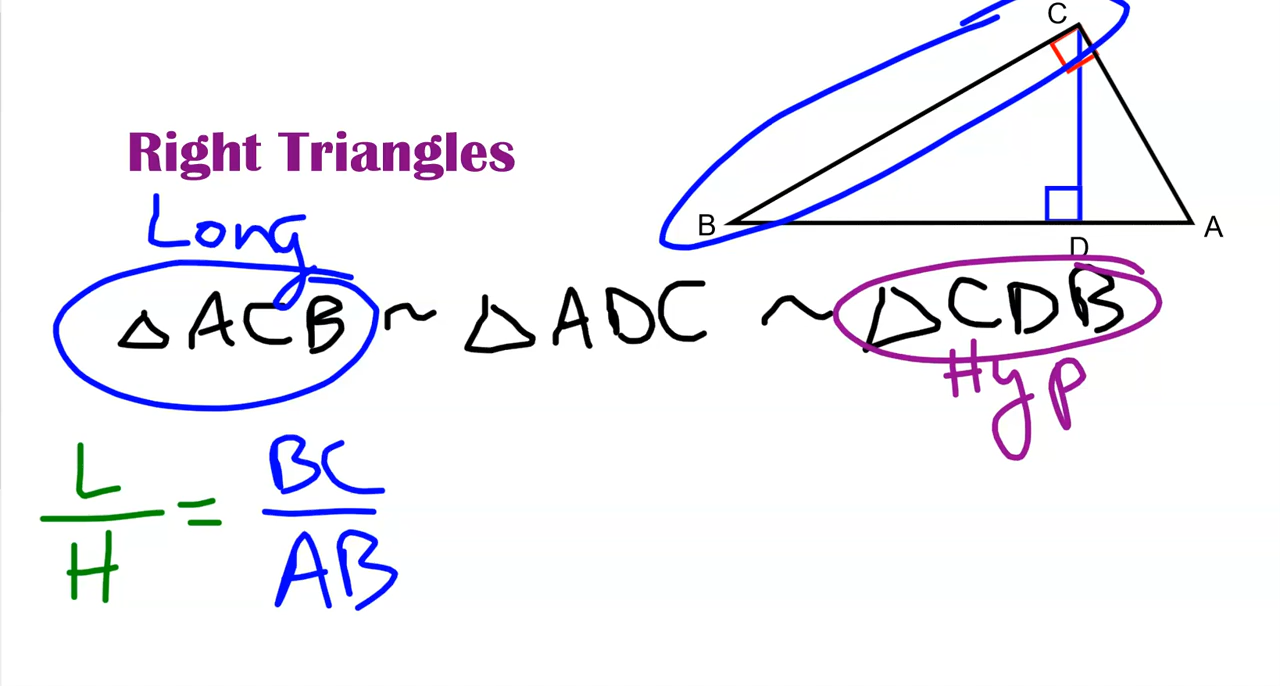 C
Right Triangles
Long
B
A
D
△ACB ~ △ADC ~ △CDB
Hyp
L/H = BC/AB